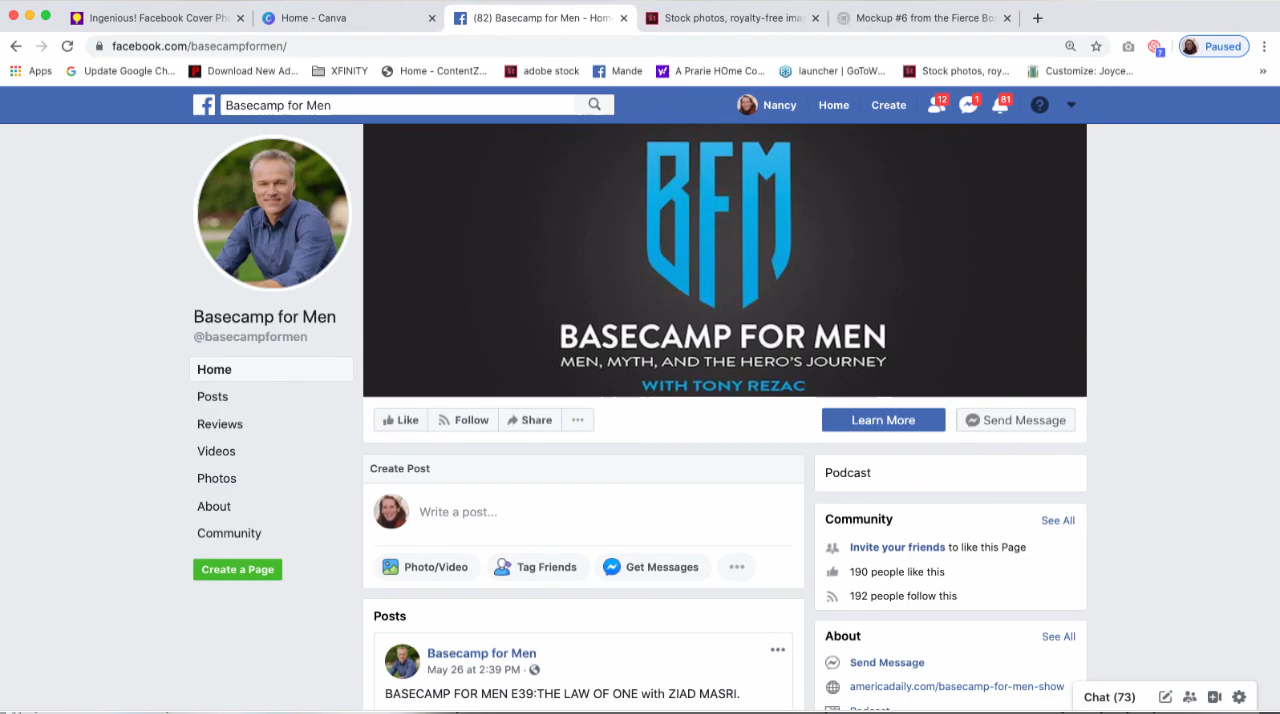 Ingenious! Facebook Cover Ph
Home - Canva
(82) Basecamp for Men - Hom
Stock photos, royalty-free ima
Mockup #6 from the Fierce Bo
facebook.com/basecampformen/
Paused
Apps
Update Google Ch...
Download New Ad...
XFINITY
Home - ContentZ...
adobe stock
Mande
A Prarie HOme Co...
launcher | GoToW...
Stock photos, roy...
Customize: Joyce...
»
Basecamp for Men
Nancy
Home
Create
12
1
81
BFM
BASECAMP FOR MEN
MEN, MYTH, AND THE HERO'S JOURNEY
WITH TONY REZAC
Basecamp for Men
@basecampformen
Home
Posts
Reviews
Videos
Photos
About
Community
Create a Page
Like
Follow
Share
...
Learn More
Send Message
Create Post
Write a post...
Photo/Video
Tag Friends
Get Messages
...
Posts
Basecamp for Men
May 26 at 2:39 PM ·
BASECAMP FOR MEN E39:THE LAW OF ONE with ZIAD MASRI.
Podcast
Community
See All
Invite your friends to like this Page
190 people like this
192 people follow this
About
See All
Send Message
americadaily.com/basecamp-for-men-show
Chat (73)